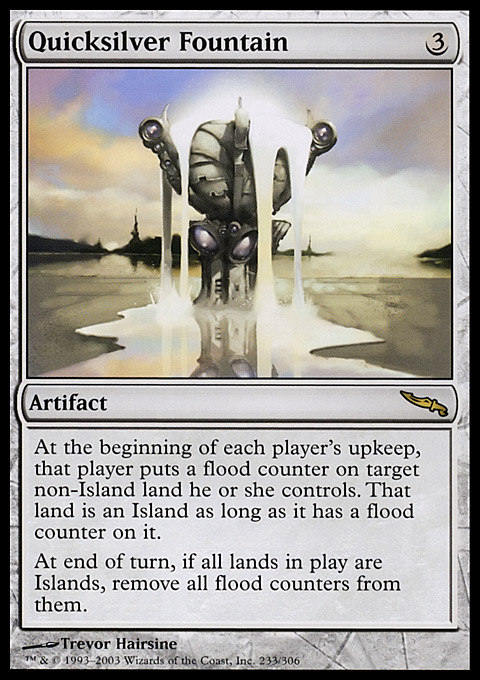 Quicksilver Fountain 3
Artifact
At the beginning of each player's upkeep,
that player puts a flood counter on target
non-Island land he or she controls. That
land is an Island as long as it has a flood
counter on it.
At end of turn, if all lands in play are
Islands, remove all flood counters from
them.
Trevor Hairsine
™ & © 1993–2003 Wizards of the Coast, Inc. 233/306